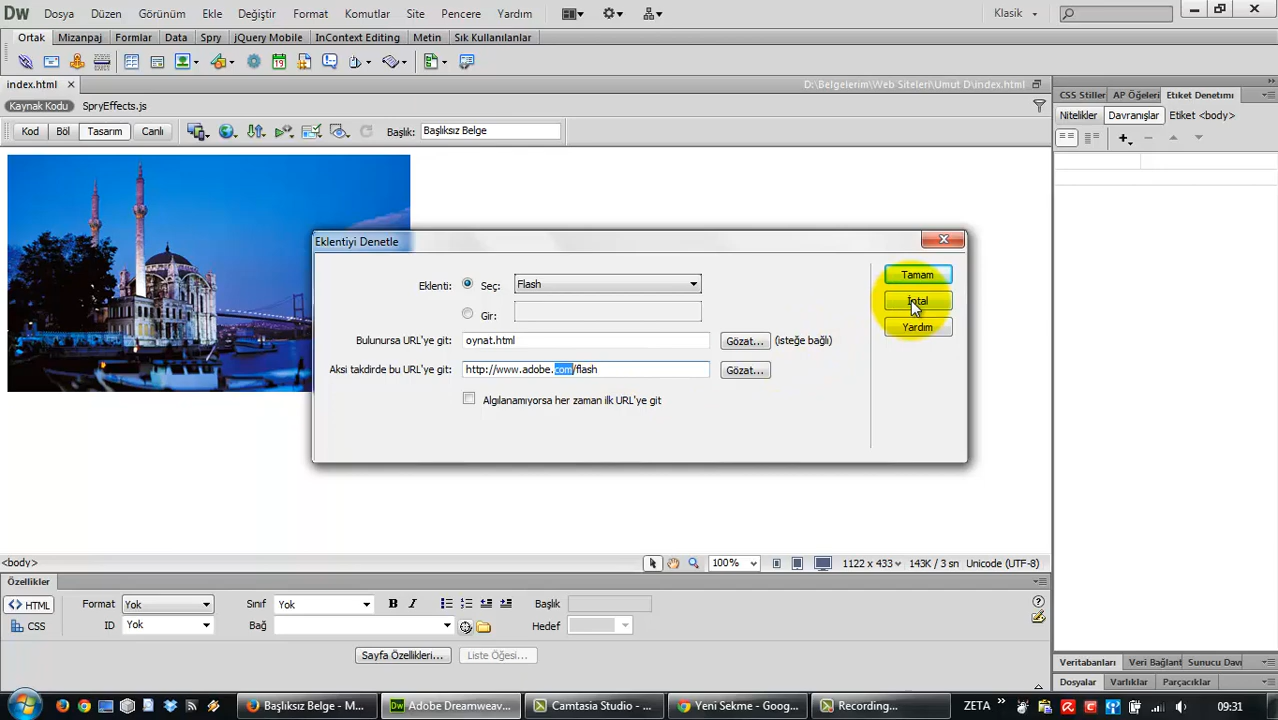 Dw Dosya Düzen Görünüm Ekle Değiştir Format Komutlar Site Pencere Yardım Klasik
Ortak Mizanpaj Formlar Data Spry jQuery Mobile InContext Editing Metin Sık Kullanılanlar
index.html D:\Belgelerim\Web Siteleri\Umut D\index.html
Kaynak Kodu SpryEffects.js
Kod Böl Tasarım Canlı Başlık: Başlıksız Belge
CSS Stiller AP Öğeleri Etiket Denetimi
Nitelikler Davranışlar Etiket <body>
Eklentiyi Denetle
Eklenti: Seç: Flash
Gir:
Bulunursa URL'ye git: oynat.html Gözat... (isteğe bağlı)
Aksi takdirde bu URL'ye git: http://www.adobe.com/flash Gözat...
Algılanamıyorsa her zaman ilk URL'ye git
Tamam
İptal
Yardım
<body> 100% 1122 x 433 143K / 3 sn Unicode (UTF-8)
Özellikler
HTML Format Yok Sınıf Yok B I Başlık
CSS ID Yok Bağ Hedef
Sayfa Özellikleri... Liste Öğesi...
Veritabanları Veri Bağlant Sunucu Davı
Dosyalar Varlıklar Parçacıklar
Başlıksız Belge - M... Adobe Dreamweav... Camtasia Studio - ... Yeni Sekme - Goog... Recording... ZETA 09:31